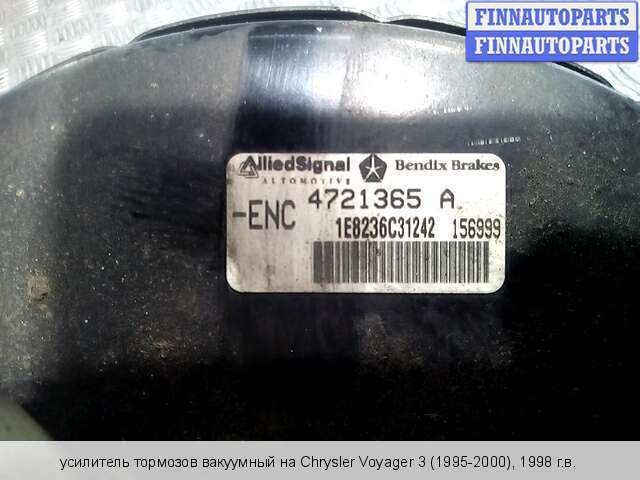 FINNAUTOPARTS
FINNAUTOPARTS
AlliedSignal Bendix Brakes
AUTOMOTIVE
-ENC 4721365 A
1E8236C31242 156999
усилитель тормозов вакуумный на Chrysler Voyager 3 (1995-2000), 1998 г.в.